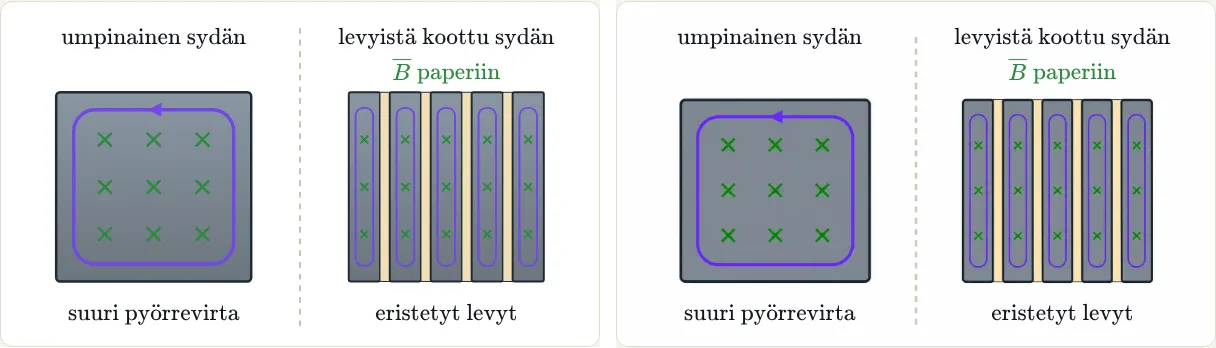 umpinainen sydän
levyistä koottu sydän
B̅ paperiin
suuri pyörrevirta
eristetyt levyt
umpinainen sydän
levyistä koottu sydän
B̅ paperiin
suuri pyörrevirta
eristetyt levyt